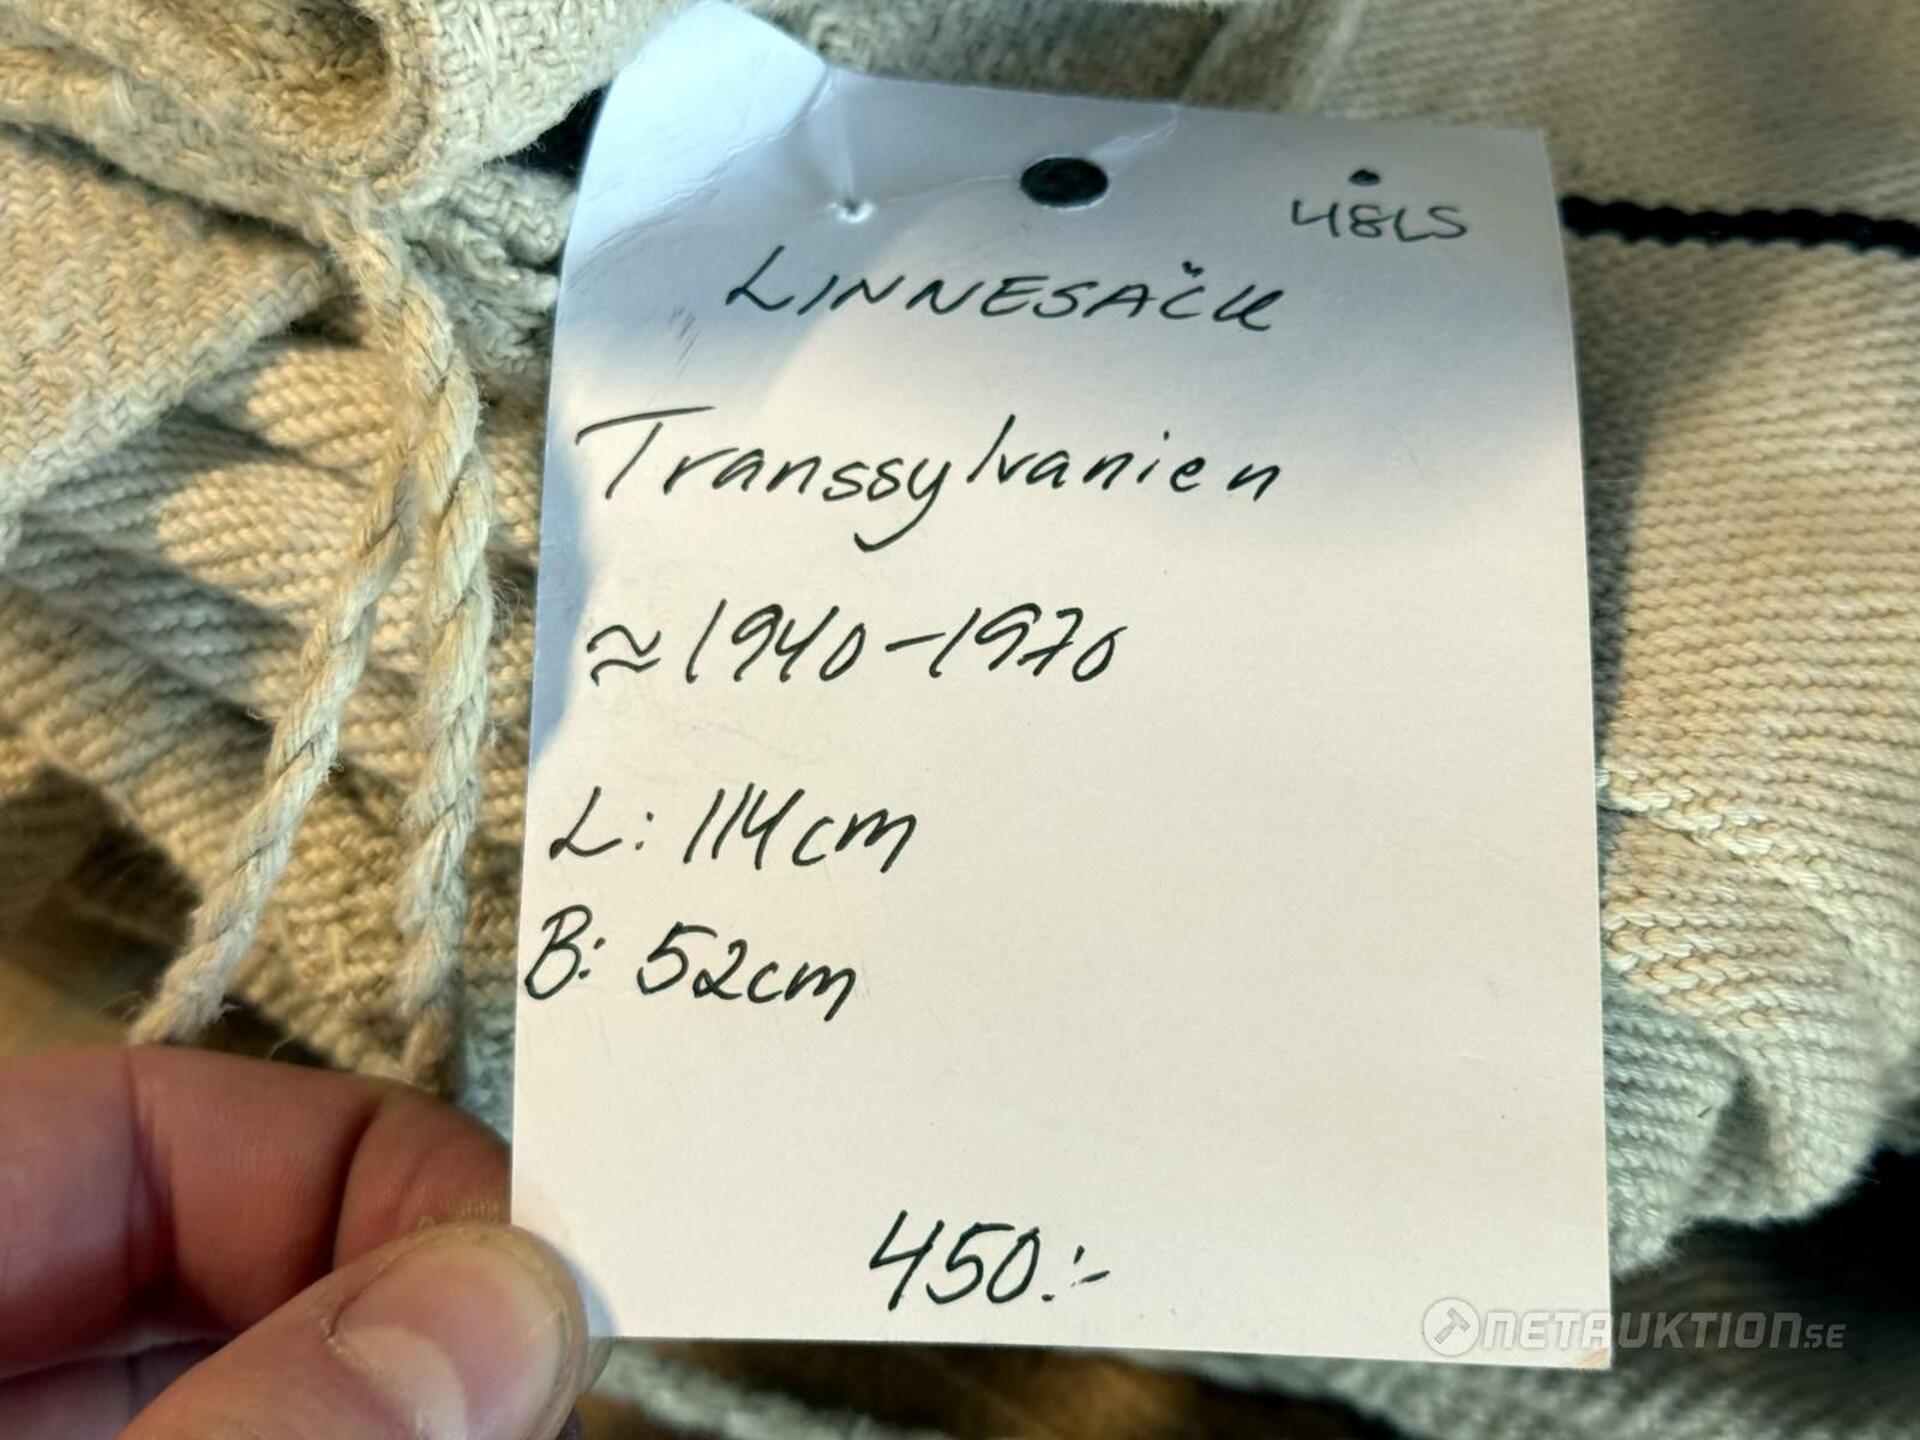 48LS
LINNESÄCK
Transsylvanien
≈ 1940-1970
L: 114cm
B: 52cm
450:-
NETAUKTION.SE